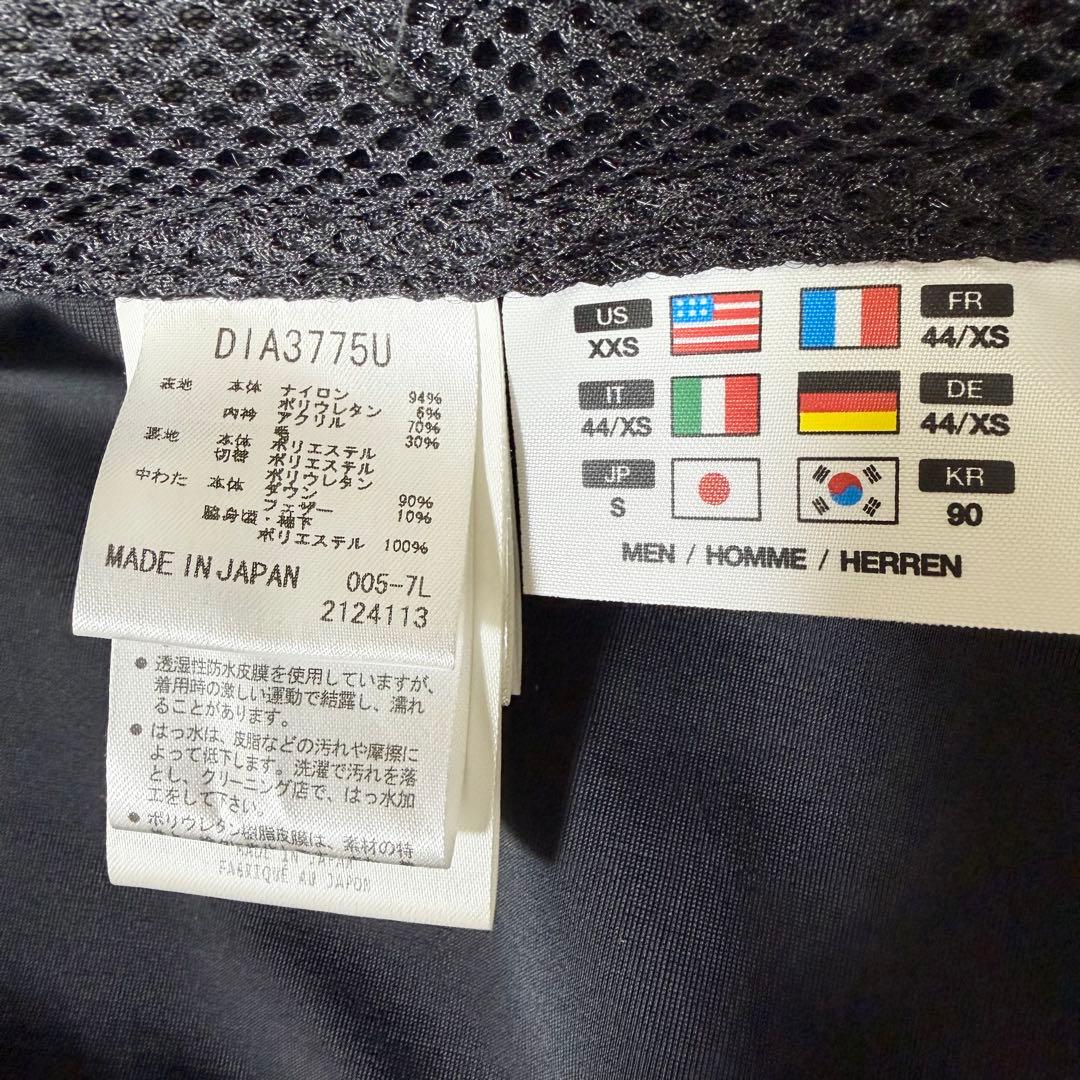 DIA3775U
表地 本体 ナイロン 94%
ポリウレタン 6%
内衿 アクリル 70%
毛 30%
裏地 本体 ポリエステル
切替 ポリエステル
ポリウレタン
中わた 本体 ダウン 90%
フェザー 10%
脇身頃・袖下
ポリエステル 100%
MADE IN JAPAN 005-7L
2124113
● 透湿性防水皮膜を使用していますが、
着用時の激しい運動で結露し、濡れ
ることがあります。
● はっ水は、皮脂などの汚れや摩擦に
よって低下します。洗濯で汚れを落
とし、クリーニング店で、はっ水加
工をして下さい。
● ポリウレタン樹脂皮膜は、素材の特
MADE IN JAPAN
FABRIQUÉ AU JAPON
US
XXS
FR
44/XS
IT
44/XS
DE
44/XS
JP
S
KR
90
MEN / HOMME / HERREN